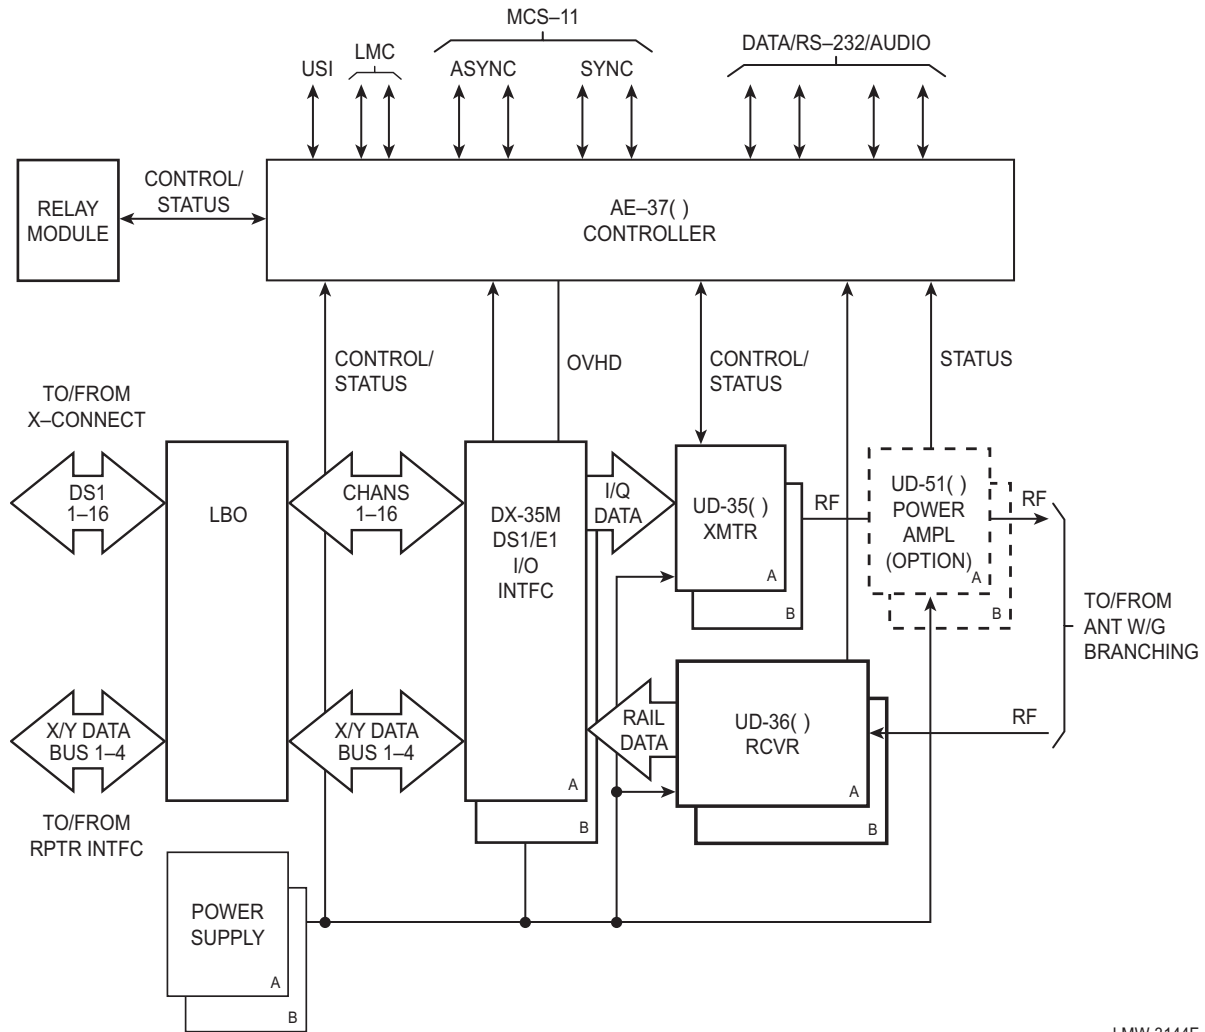 MCS–11
LMC
DATA/RS–232/AUDIO
USI
ASYNC
SYNC
RELAY
MODULE
CONTROL/
STATUS
AE–37( )
CONTROLLER
CONTROL/
STATUS
OVHD
CONTROL/
STATUS
STATUS
TO/FROM
X–CONNECT
DS1
1–16
LBO
CHANS
1–16
DX-35M
DS1/E1
I/O
INTFC
A
B
I/Q
DATA
UD-35( )
XMTR
A
B
RF
UD-51( )
POWER
AMPL
(OPTION)
A
B
RF
TO/FROM
ANT W/G
BRANCHING
X/Y DATA
BUS 1–4
X/Y DATA
BUS 1–4
RAIL
DATA
UD-36( )
RCVR
A
B
RF
TO/FROM
RPTR INTFC
POWER
SUPPLY
A
B